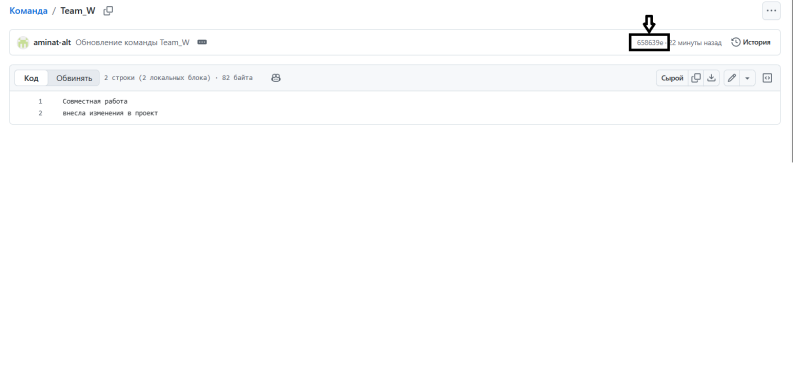 Команда / Team_W
aminat-alt Обновление команды Team_W
658639e · 22 минуты назад История
Код Обвинять 2 строки (2 локальных блока) · 82 байта Сырой
1 Совместная работа
2 внесла изменения в проект